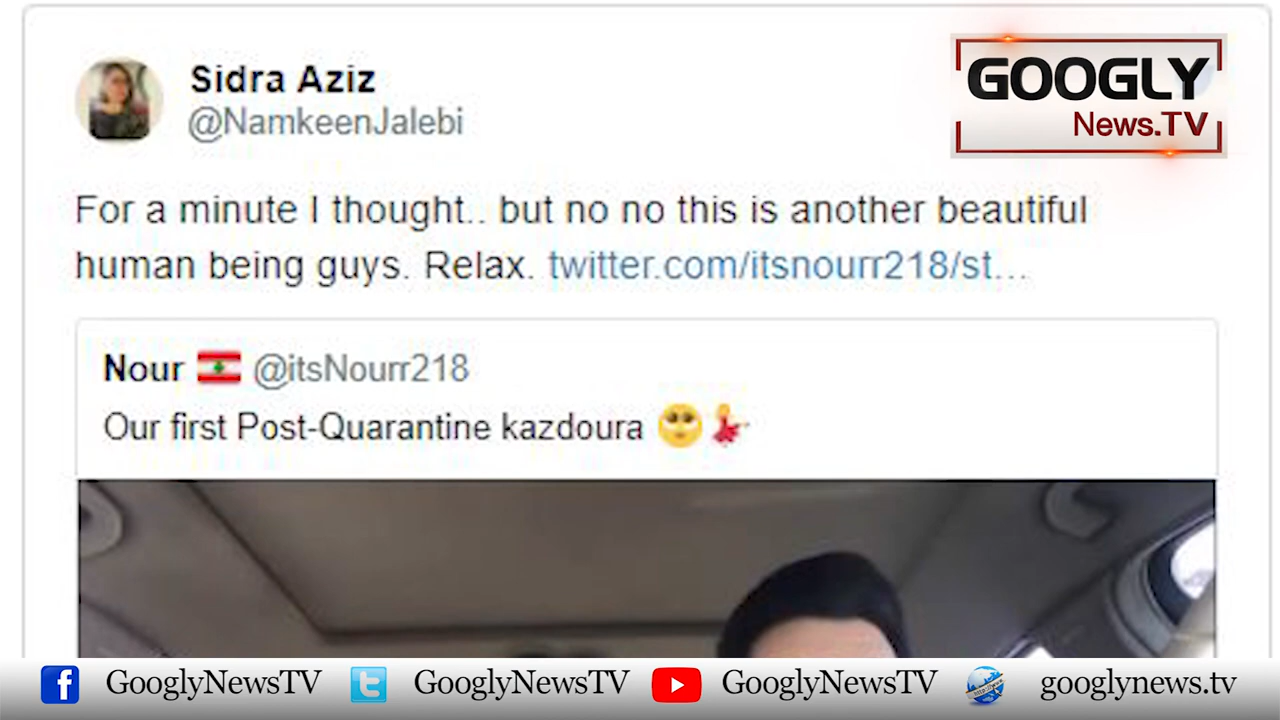 Sidra Aziz
@NamkeenJalebi
GOOGLY
News.TV
For a minute I thought.. but no no this is another beautiful
human being guys. Relax. twitter.com/itsnourr218/st...
Nour @itsNourr218
Our first Post-Quarantine kazdoura
GooglyNewsTV GooglyNewsTV GooglyNewsTV googlynews.tv